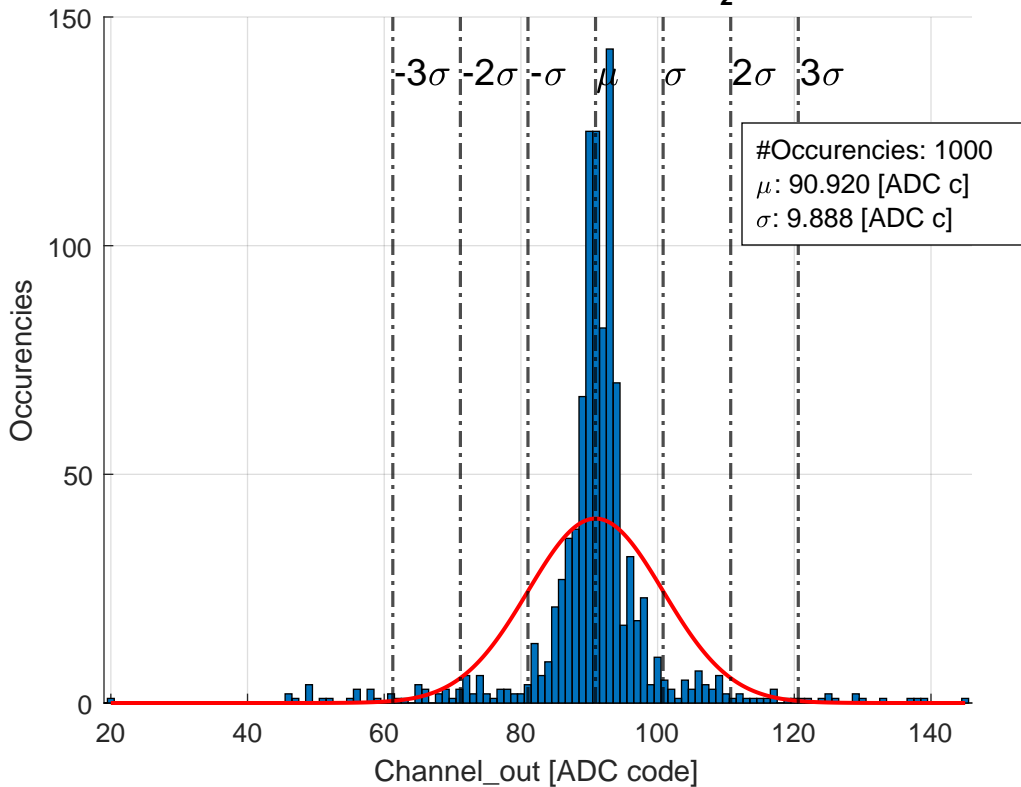 2
150
-3σ
-2σ
-σ
μ
σ
2σ
3σ
#Occurencies: 1000
μ: 90.920 [ADC c]
σ: 9.888 [ADC c]
100
50
0
Occurencies
20
40
60
80
100
120
140
Channel_out [ADC code]